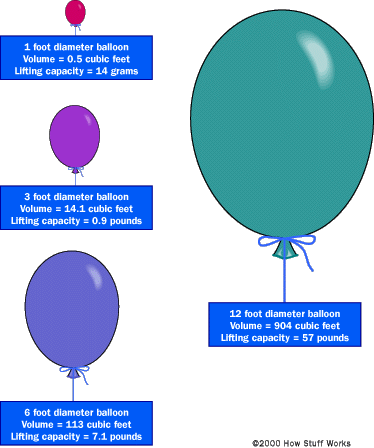 1 foot diameter balloon
Volume = 0.5 cubic feet
Lifting capacity = 14 grams
3 foot diameter balloon
Volume = 14.1 cubic feet
Lifting capacity = 0.9 pounds
6 foot diameter balloon
Volume = 113 cubic feet
Lifting capacity = 7.1 pounds
12 foot diameter balloon
Volume = 904 cubic feet
Lifting capacity = 57 pounds
©2000 How Stuff Works